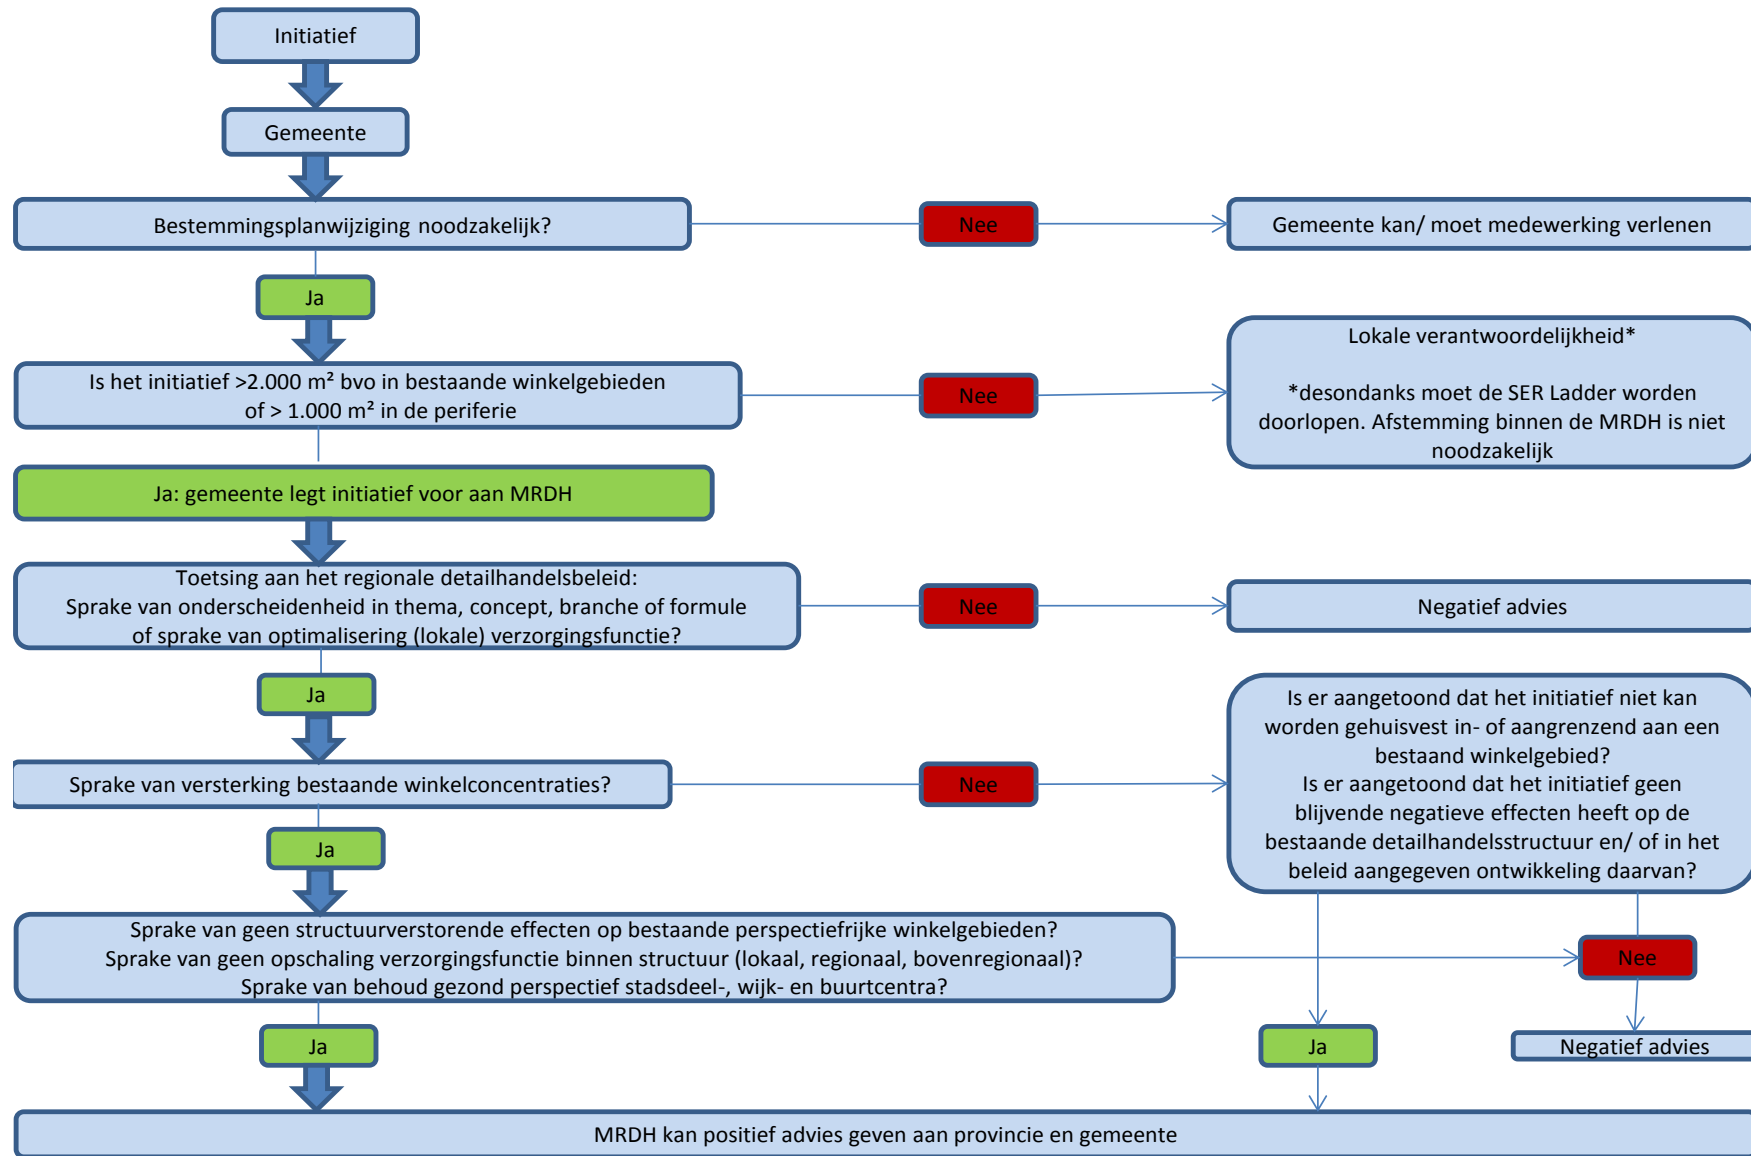 Initiatief
Gemeente
Bestemmingsplanwijziging noodzakelijk?
Nee
Gemeente kan/ moet medewerking verlenen
Ja
Is het initiatief >2.000 m² bvo in bestaande winkelgebieden
of > 1.000 m² in de periferie
Nee
Lokale verantwoordelijkheid*
*desondanks moet de SER Ladder worden
doorlopen. Afstemming binnen de MRDH is niet
noodzakelijk
Ja: gemeente legt initiatief voor aan MRDH
Toetsing aan het regionale detailhandelsbeleid:
Sprake van onderscheidenheid in thema, concept, branche of formule
of sprake van optimalisering (lokale) verzorgingsfunctie?
Nee
Negatief advies
Ja
Sprake van versterking bestaande winkelconcentraties?
Nee
Is er aangetoond dat het initiatief niet kan
worden gehuisvest in- of aangrenzend aan een
bestaand winkelgebied?
Is er aangetoond dat het initiatief geen
blijvende negatieve effecten heeft op de
bestaande detailhandelsstructuur en/ of in het
beleid aangegeven ontwikkeling daarvan?
Ja
Sprake van geen structuurverstorende effecten op bestaande perspectiefrijke winkelgebieden?
Sprake van geen opschaling verzorgingsfunctie binnen structuur (lokaal, regionaal, bovenregionaal)?
Sprake van behoud gezond perspectief stadsdeel-, wijk- en buurtcentra?
Nee
Ja
Ja
Negatief advies
MRDH kan positief advies geven aan provincie en gemeente